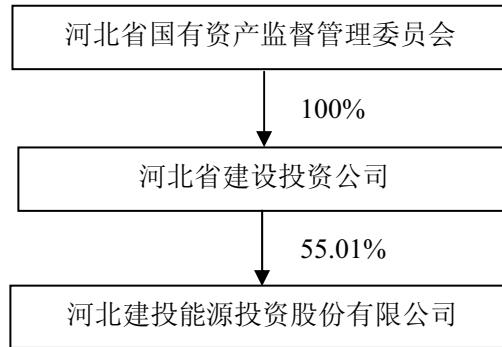 河北省国有资产监督管理委员会
100%
河北省建设投资公司
55.01%
河北建投能源投资股份有限公司